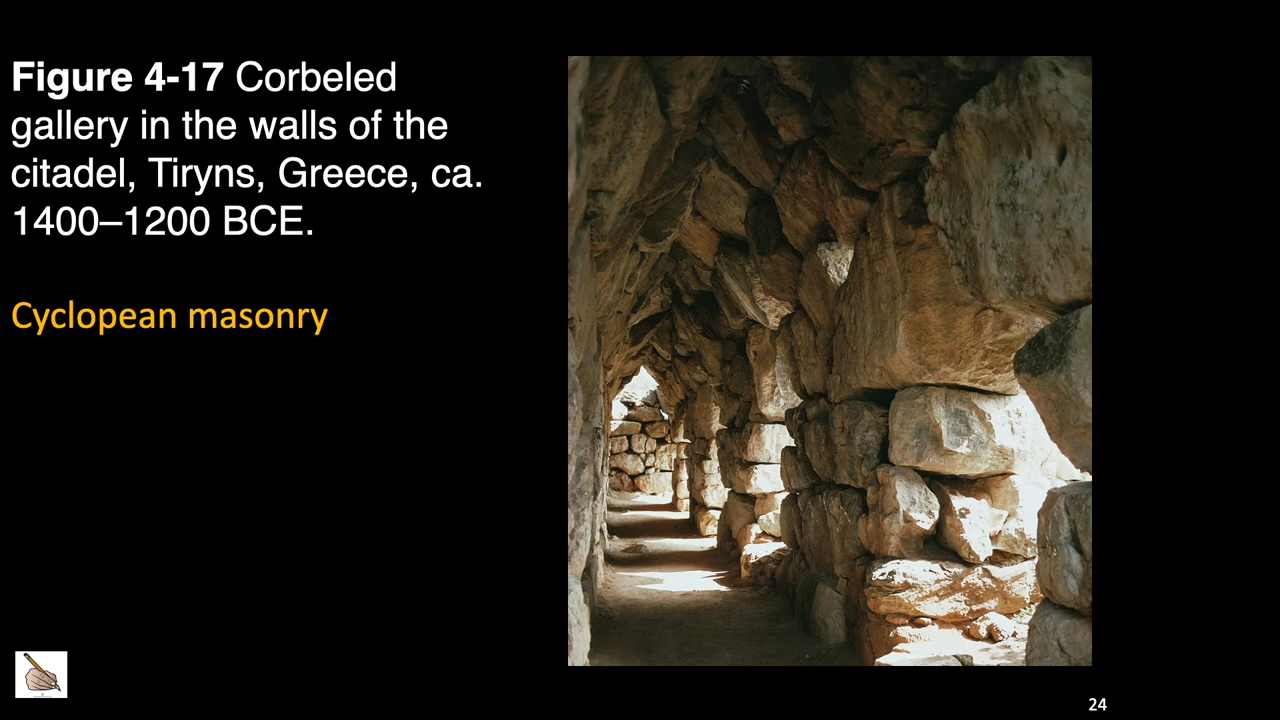 Figure 4-17 Corbeled
gallery in the walls of the
citadel, Tiryns, Greece, ca.
1400–1200 BCE.
Cyclopean masonry
24